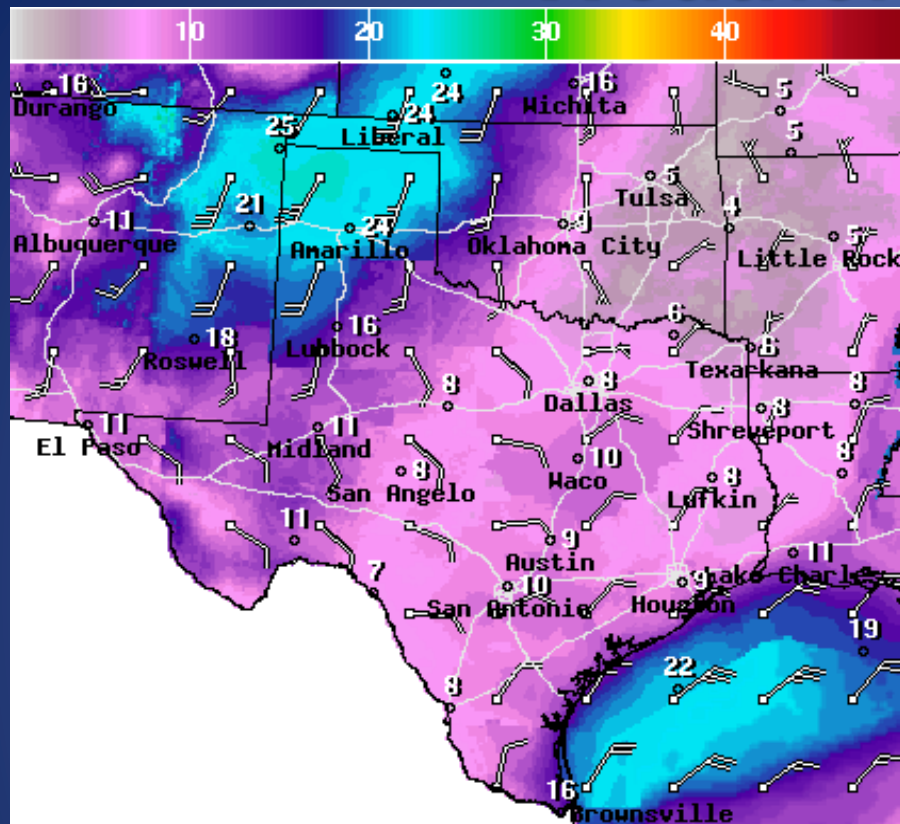 10 20 30 40
16 24 16
Durango Wichita
5
24
Liberal
25
5
5
Tulsa
11 21 24 9 4
Albuquerque Amarillo Oklahoma City Little Rock
5
16 6
18
Roswell Lubbock
6
Texarkana
8 8
Dallas 8 8
Shreveport
11 11
El Paso Midland
10 8
8
San Angelo Waco Lufkin 8
11 9 11
Austin
7 10 9 Lake Charles
San Antonio Houston
19
22
8
16
Brownsville